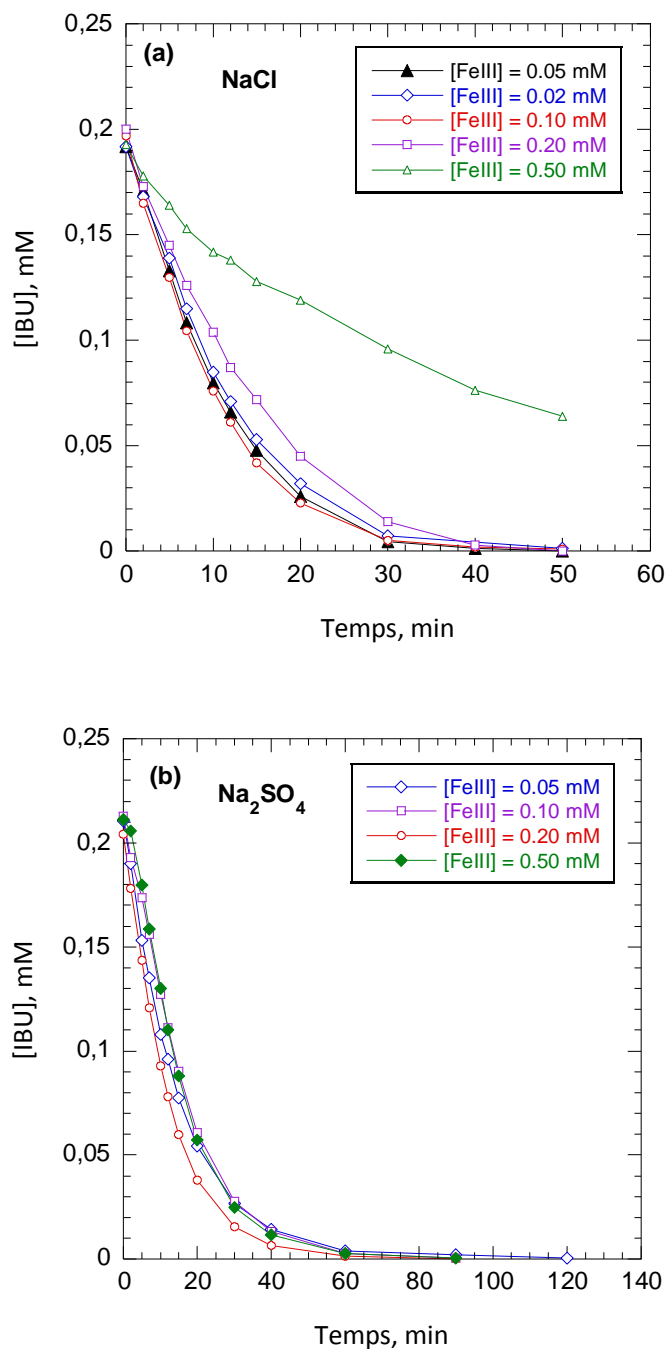 (a)
NaCl
[FeIII] = 0.05 mM
[FeIII] = 0.02 mM
[FeIII] = 0.10 mM
[FeIII] = 0.20 mM
[FeIII] = 0.50 mM
0,25
0,2
0,15
0,1
0,05
0
[IBU], mM
0 10 20 30 40 50 60
Temps, min
(b)
Na₂SO₄
[FeIII] = 0.05 mM
[FeIII] = 0.10 mM
[FeIII] = 0.20 mM
[FeIII] = 0.50 mM
0,25
0,2
0,15
0,1
0,05
0
[IBU], mM
0 20 40 60 80 100 120 140
Temps, min